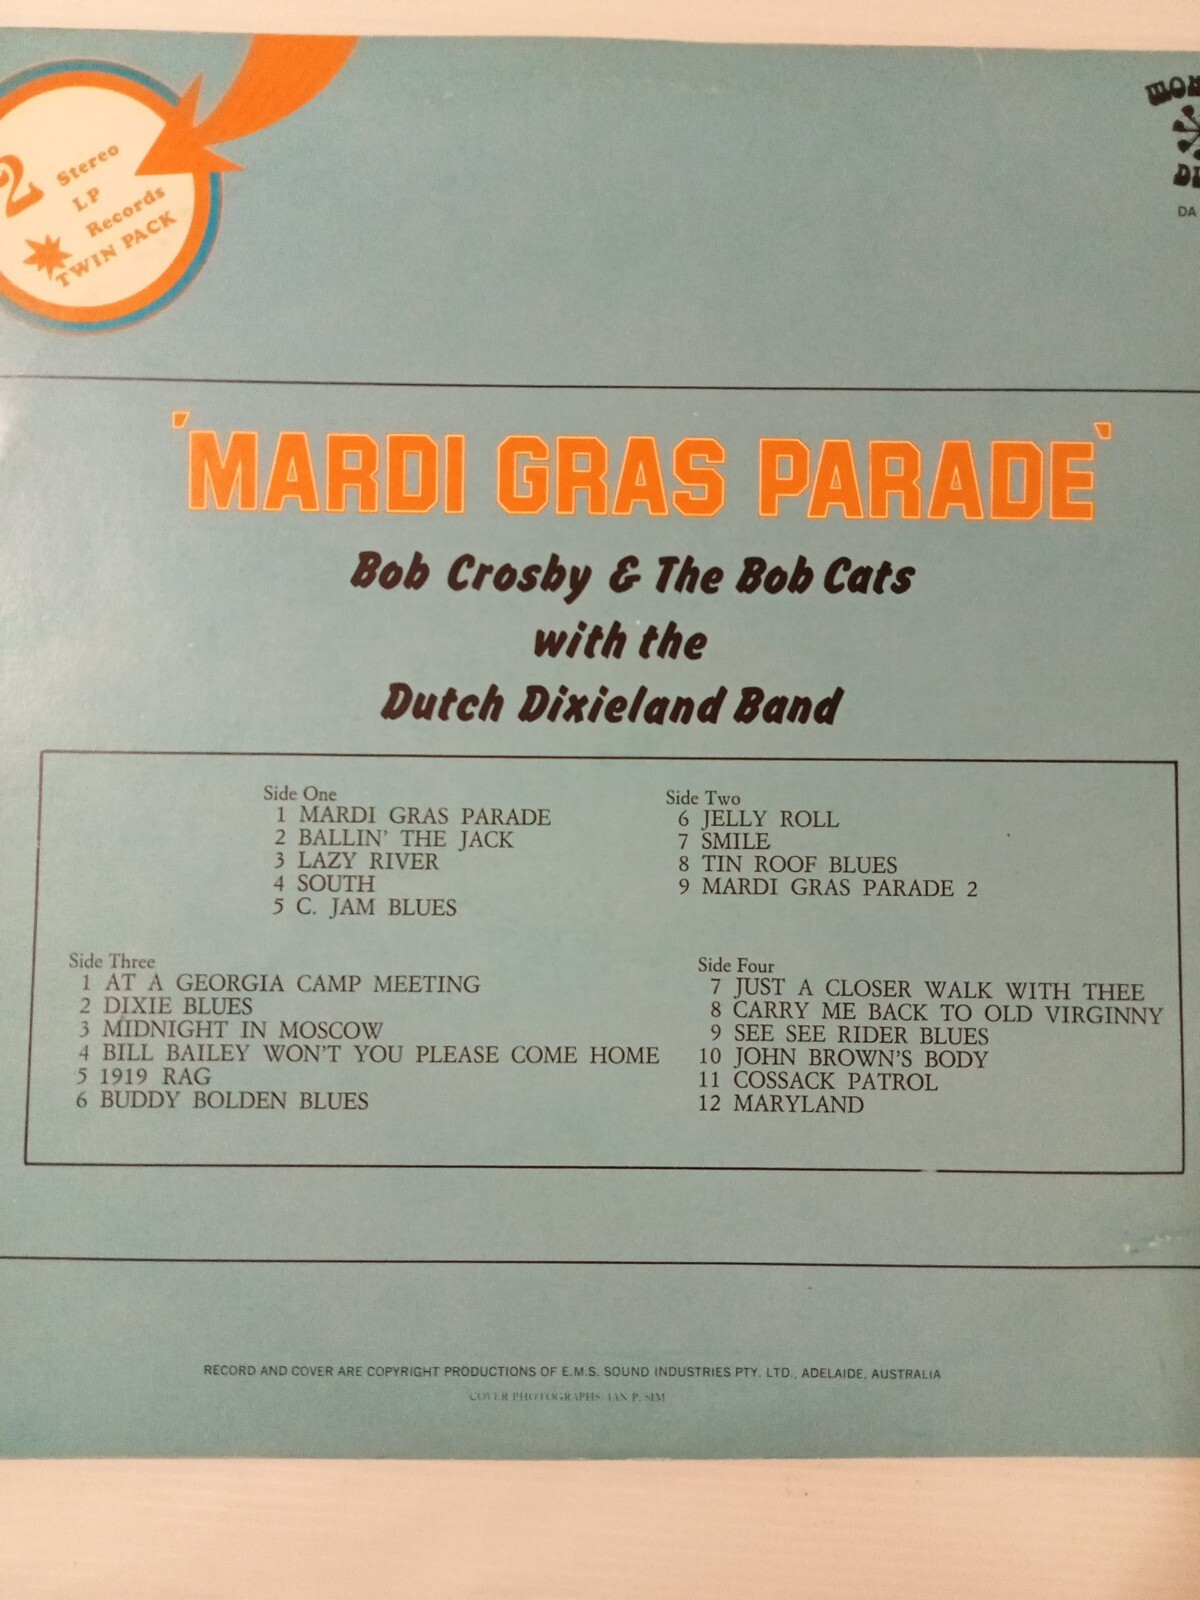 2 Stereo
LP
Records
TWIN PACK
DA
'MARDI GRAS PARADE'
Bob Crosby & The Bob Cats
with the
Dutch Dixieland Band
Side One
1 MARDI GRAS PARADE
2 BALLIN' THE JACK
3 LAZY RIVER
4 SOUTH
5 C. JAM BLUES
Side Two
6 JELLY ROLL
7 SMILE
8 TIN ROOF BLUES
9 MARDI GRAS PARADE 2
Side Three
1 AT A GEORGIA CAMP MEETING
2 DIXIE BLUES
3 MIDNIGHT IN MOSCOW
4 BILL BAILEY WON'T YOU PLEASE COME HOME
5 1919 RAG
6 BUDDY BOLDEN BLUES
Side Four
7 JUST A CLOSER WALK WITH THEE
8 CARRY ME BACK TO OLD VIRGINNY
9 SEE SEE RIDER BLUES
10 JOHN BROWN'S BODY
11 COSSACK PATROL
12 MARYLAND
RECORD AND COVER ARE COPYRIGHT PRODUCTIONS OF E.M.S. SOUND INDUSTRIES PTY. LTD., ADELAIDE, AUSTRALIA
COVER PHOTOGRAPHS IAN P. SIM